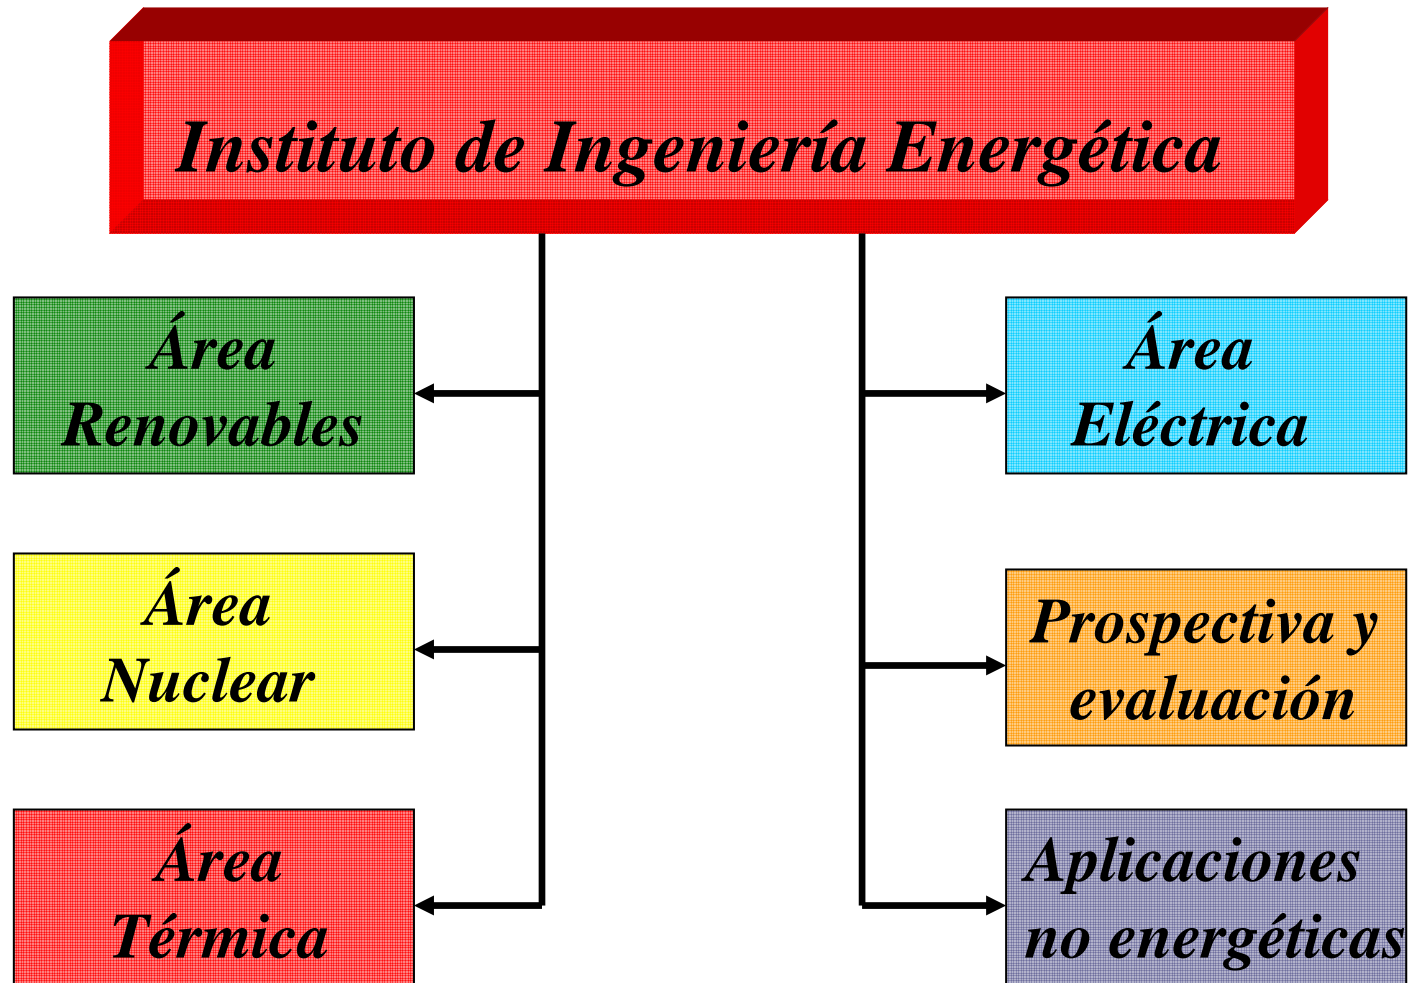 Instituto de Ingeniería Energética
Área
Renovables
Área
Eléctrica
Área
Nuclear
Prospectiva y
evaluación
Área
Térmica
Aplicaciones
no energéticas